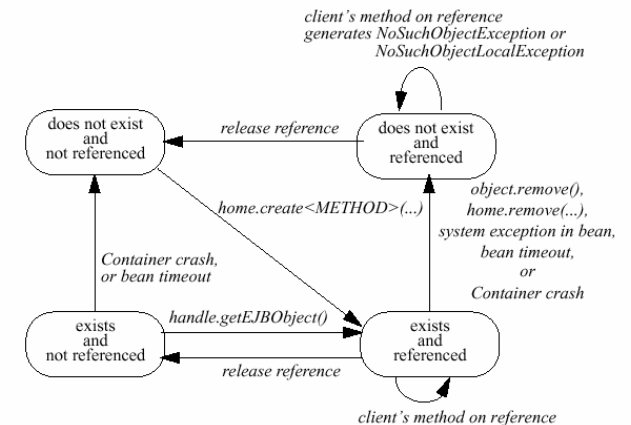 client's method on reference
generates NoSuchObjectException or
NoSuchObjectLocalException
does not exist
and
not referenced
release reference
does not exist
and
referenced
home.create<METHOD>(...)
object.remove(),
home.remove(...),
system exception in bean,
bean timeout,
or
Container crash
Container crash,
or bean timeout
handle.getEJBObject()
exists
and
not referenced
exists
and
referenced
release reference
client's method on reference